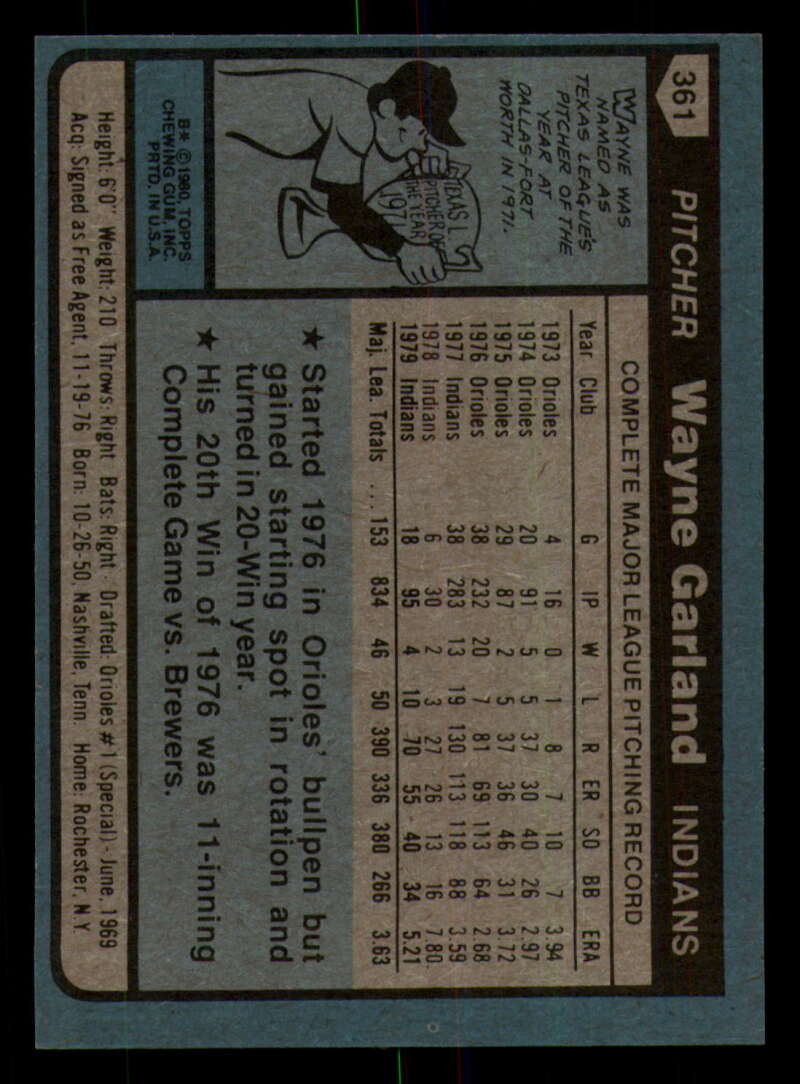 361 PITCHER Wayne Garland INDIANS
WAYNE WAS
NAMED AS
TEXAS LEAGUE'S
PITCHER OF THE
YEAR AT
DALLAS-FORT
WORTH IN 1971.
TEXAS L.
PITCHER OF
THE YEAR
1971
B* © 1980, TOPPS
CHEWING GUM, INC.
PRTD. IN U.S.A.
COMPLETE MAJOR LEAGUE PITCHING RECORD
Year Club G IP W L R ER SO BB ERA
1973 Orioles 4 16 0 1 8 7 10 7 3.94
1974 Orioles 20 91 5 5 37 30 40 26 2.97
1975 Orioles 29 87 2 5 37 36 46 31 3.72
1976 Orioles 38 232 20 7 81 69 113 64 2.68
1977 Indians 38 283 13 19 130 113 118 88 3.59
1978 Indians 6 30 2 3 27 26 13 16 7.80
1979 Indians 18 95 4 10 70 55 40 34 5.21
Maj. Lea. Totals ... 153 834 46 50 390 336 380 266 3.63
★ Started 1976 in Orioles' bullpen but
gained starting spot in rotation and
turned in 20-Win year.
★ His 20th Win of 1976 was 11-inning
Complete Game vs. Brewers.
Height: 6'0" Weight: 210 Throws: Right Bats: Right Drafted: Orioles #1 (Special) - June, 1969
Acq: Signed as Free Agent, 11-19-76 Born: 10-26-50, Nashville, Tenn. Home: Rochester, N.Y.